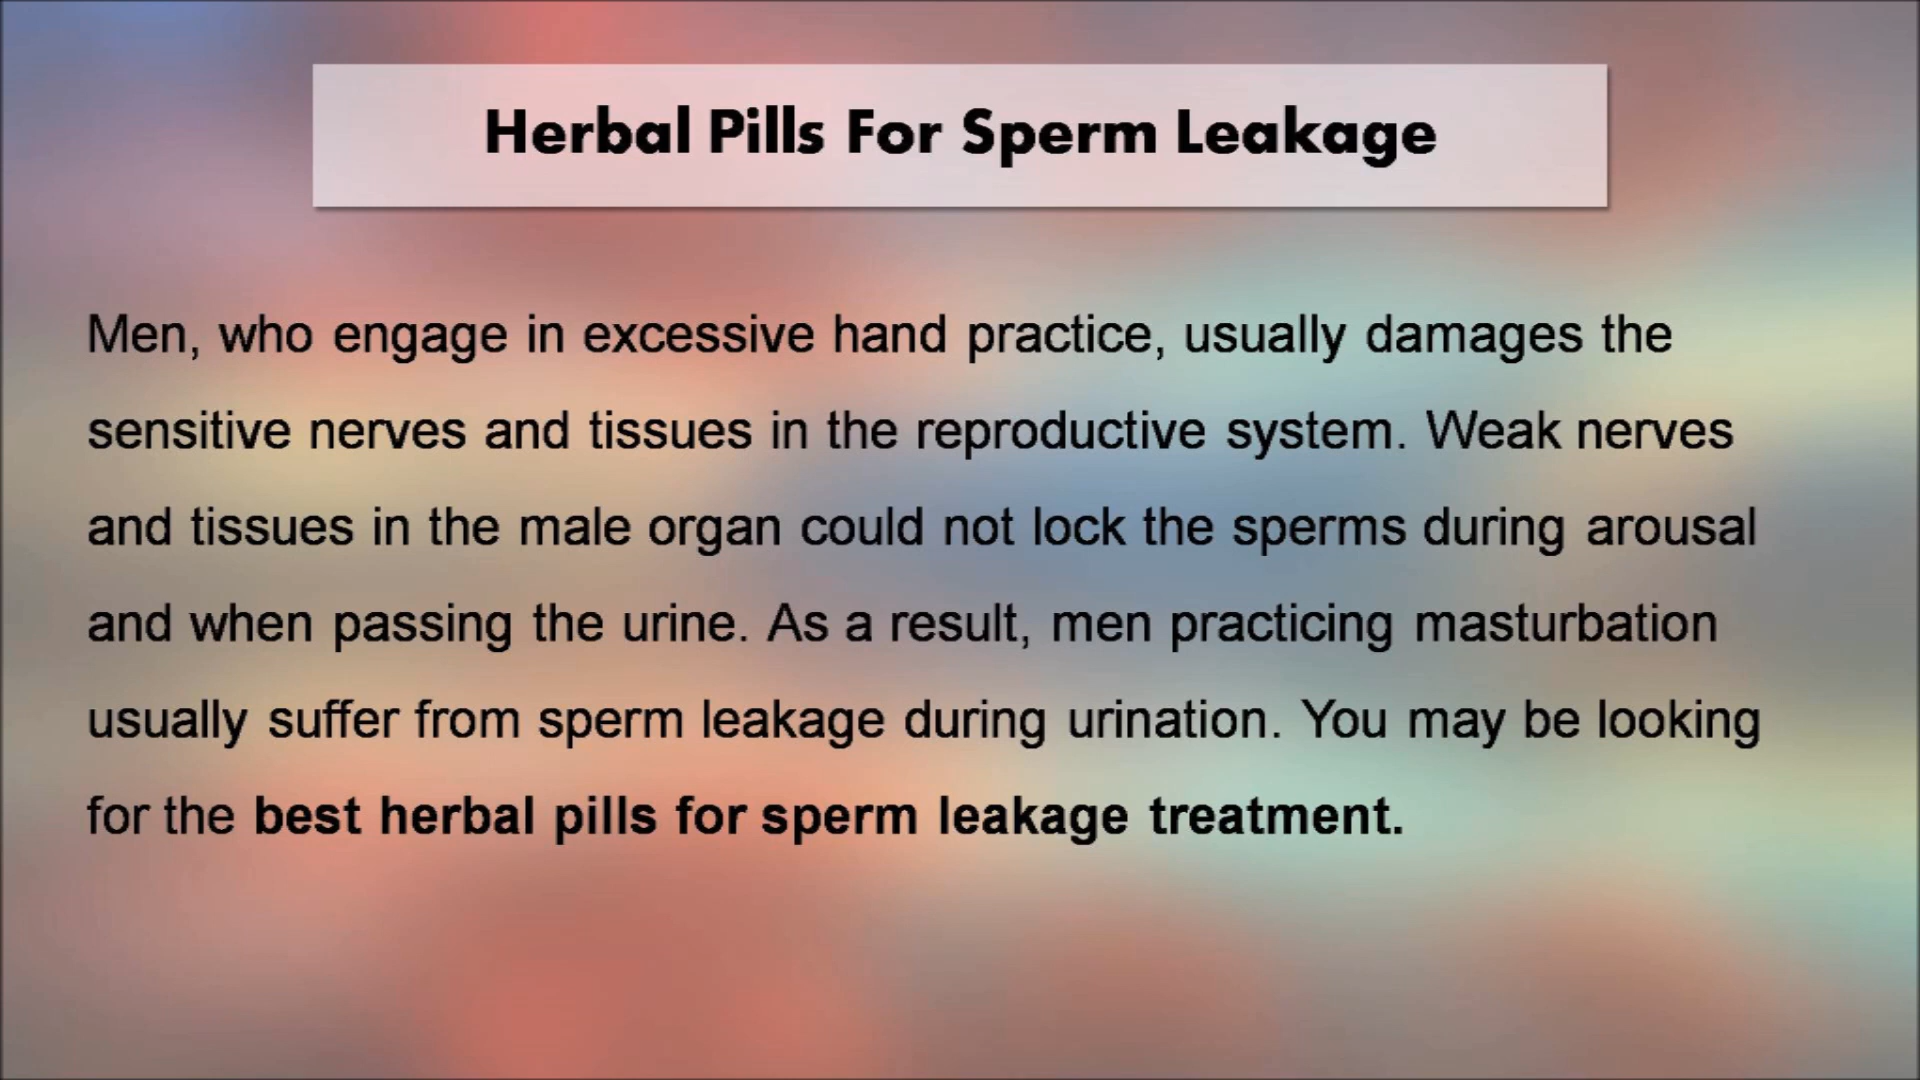 Herbal Pills For Sperm Leakage
Men, who engage in excessive hand practice, usually damages the
sensitive nerves and tissues in the reproductive system. Weak nerves
and tissues in the male organ could not lock the sperms during arousal
and when passing the urine. As a result, men practicing masturbation
usually suffer from sperm leakage during urination. You may be looking
for the best herbal pills for sperm leakage treatment.